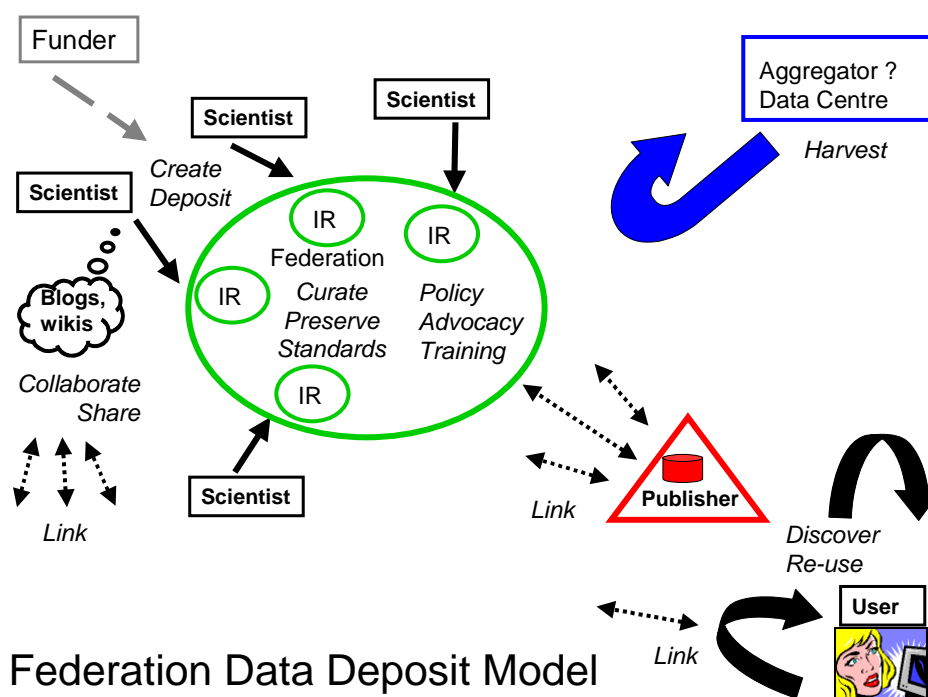 Funder
Aggregator ?
Data Centre
Harvest
Scientist
Scientist
Scientist
Create
Deposit
IR
IR
Federation
IR
Curate
Preserve
Standards
Policy
Advocacy
Training
Blogs,
wikis
Collaborate
Share
IR
Scientist
Link
Link
Publisher
Discover
Re-use
User
Link
Federation Data Deposit Model